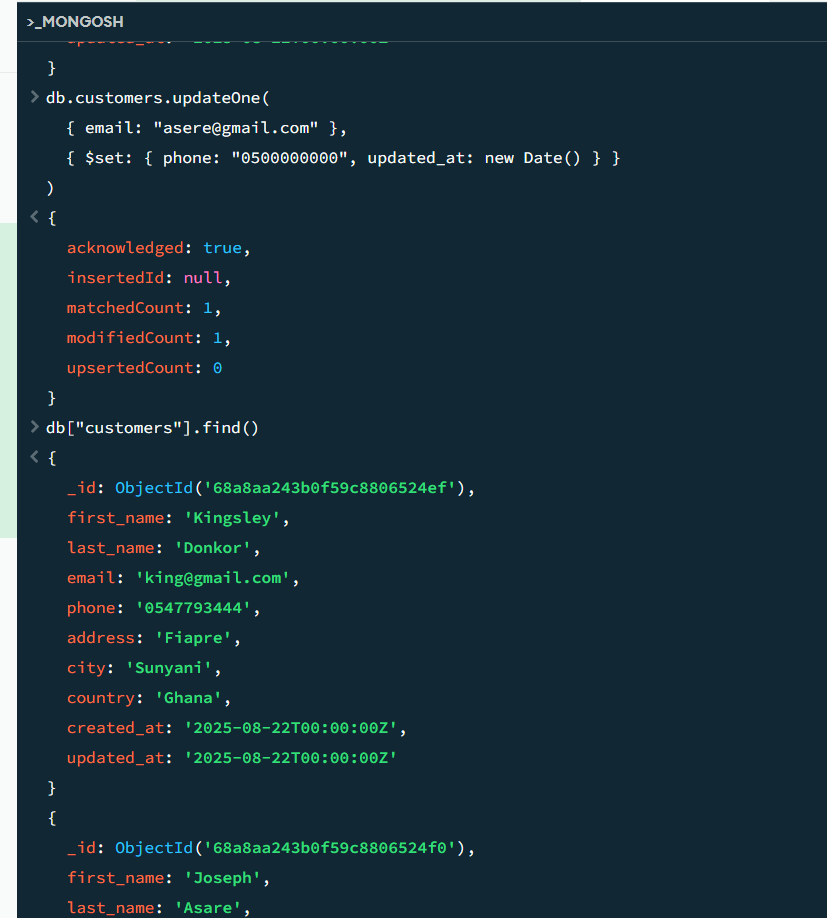 >_MONGOSH
}
> db.customers.updateOne(
{ email: "asere@gmail.com" },
{ $set: { phone: "0500000000", updated_at: new Date() } }
)
< {
acknowledged: true,
insertedId: null,
matchedCount: 1,
modifiedCount: 1,
upsertedCount: 0
}
> db["customers"].find()
< {
_id: ObjectId('68a8aa243b0f59c8806524ef'),
first_name: 'Kingsley',
last_name: 'Donkor',
email: 'king@gmail.com',
phone: '0547793444',
address: 'Fiapre',
city: 'Sunyani',
country: 'Ghana',
created_at: '2025-08-22T00:00:00Z',
updated_at: '2025-08-22T00:00:00Z'
}
{
_id: ObjectId('68a8aa243b0f59c8806524f0'),
first_name: 'Joseph',
last_name: 'Asare',